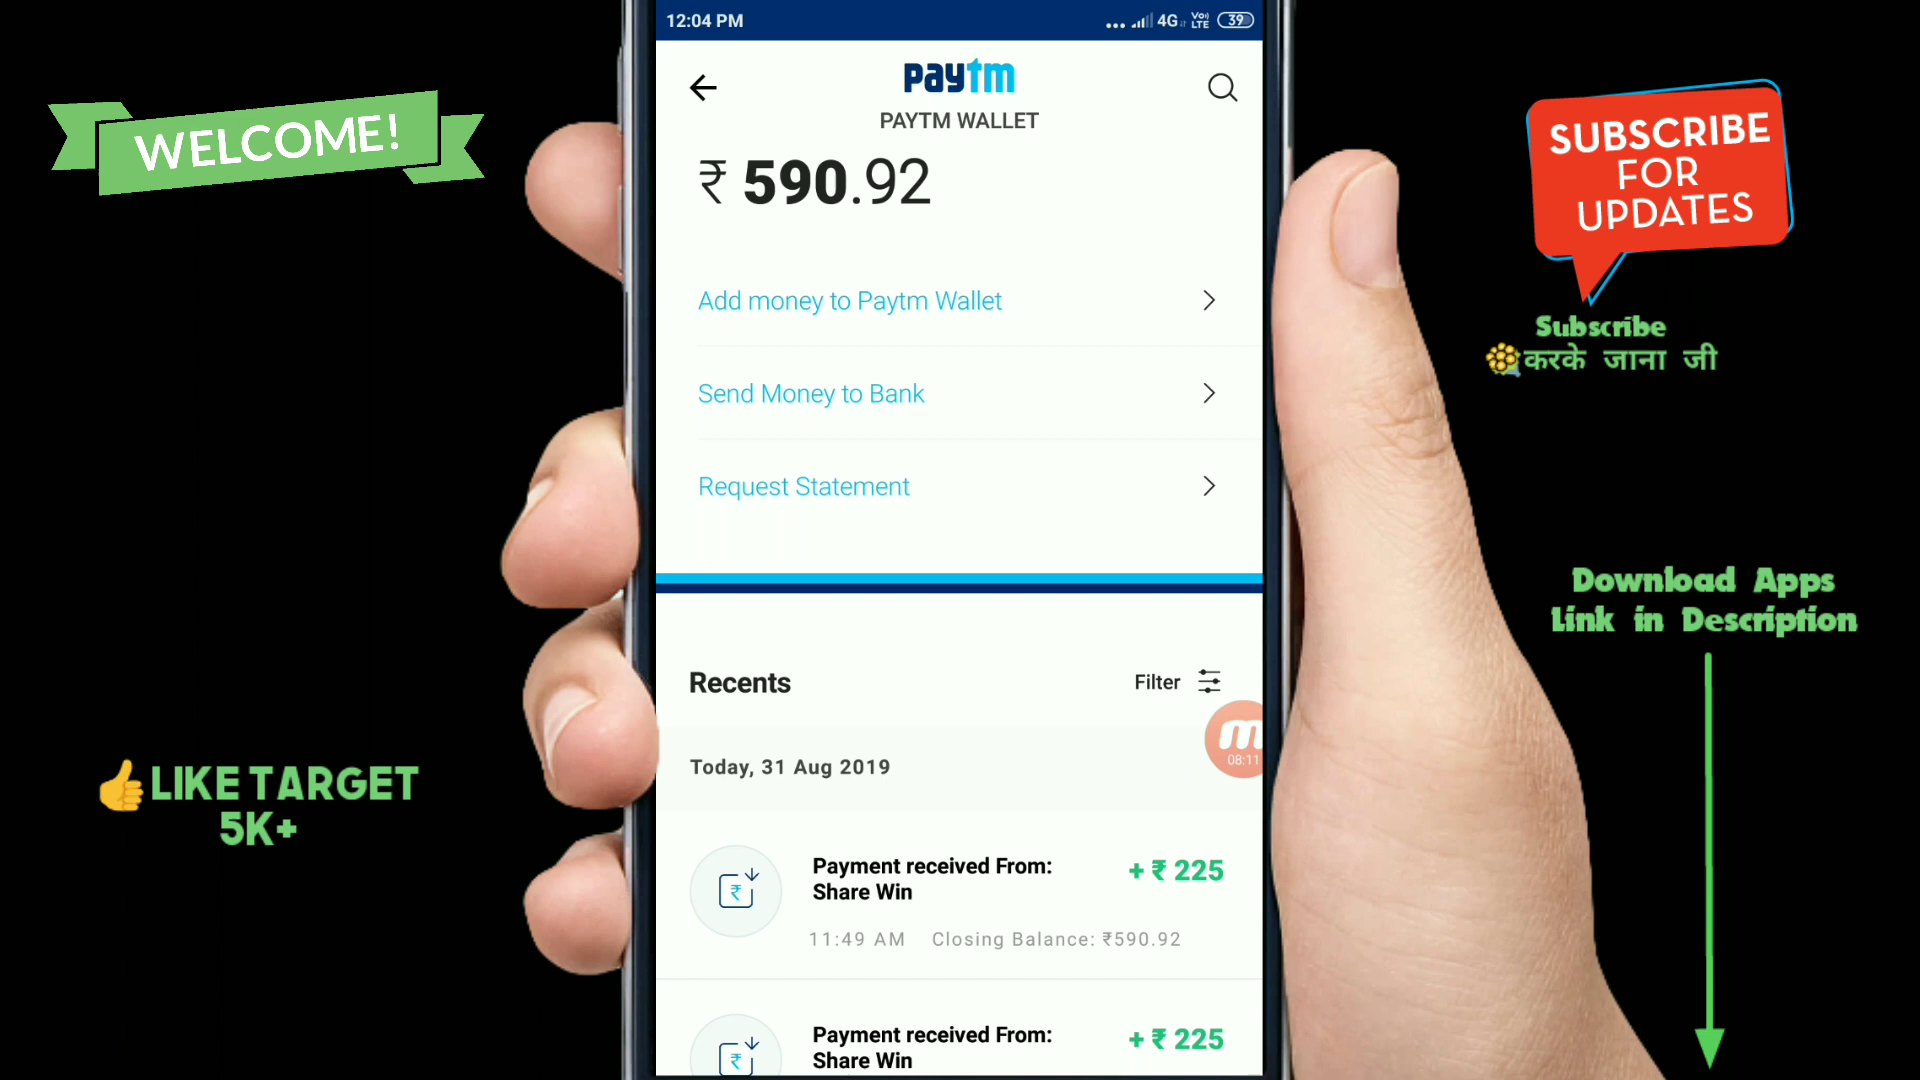 12:04 PM
4G
Vo)
LTE
39
paytm
PAYTM WALLET
₹ 590.92
Add money to Paytm Wallet
Send Money to Bank
Request Statement
Recents
Filter
Today, 31 Aug 2019
m
08:11
Payment received From:
Share Win
+ ₹ 225
11:49 AM Closing Balance: ₹590.92
Payment received From:
Share Win
+ ₹ 225
WELCOME!
👍LIKE TARGET
5K+
SUBSCRIBE
FOR
UPDATES
Subscribe
करके जाना जी
Download Apps
Link in Description